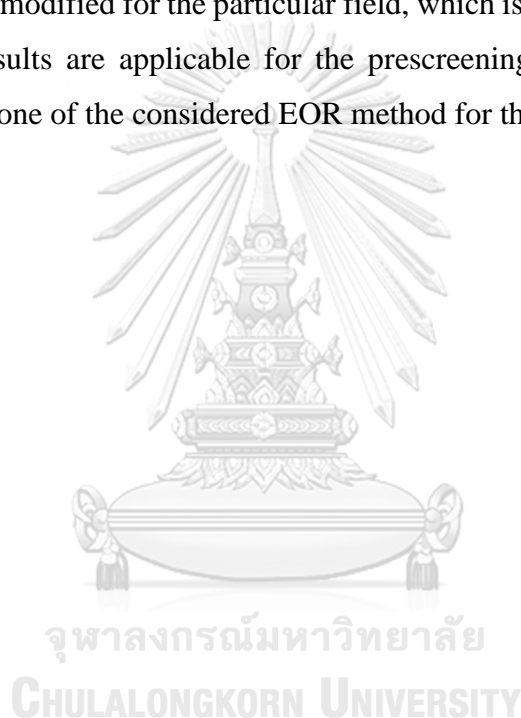 modified for the particular field, which is
sults are applicable for the prescreening
one of the considered EOR method for th
จุฬาลงกรณ์มหาวิทยาลัย
CHULALONGKORN UNIVERSITY